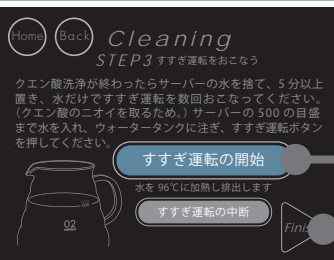 Home Back Cleaning
STEP3 すすぎ運転をおこなう
クエン酸洗浄が終わったらサーバーの水を捨て、5 分以上
置き、水だけですすぎ運転を数回おこなってください。
(クエン酸のニオイを取るため。) サーバーの 500 の目盛
まで水を入れ、ウォータータンクに注ぎ、すすぎ運転ボタン
を押してください。
すすぎ運転の開始
水を 96℃に加熱し排出します
すすぎ運転の中断
02